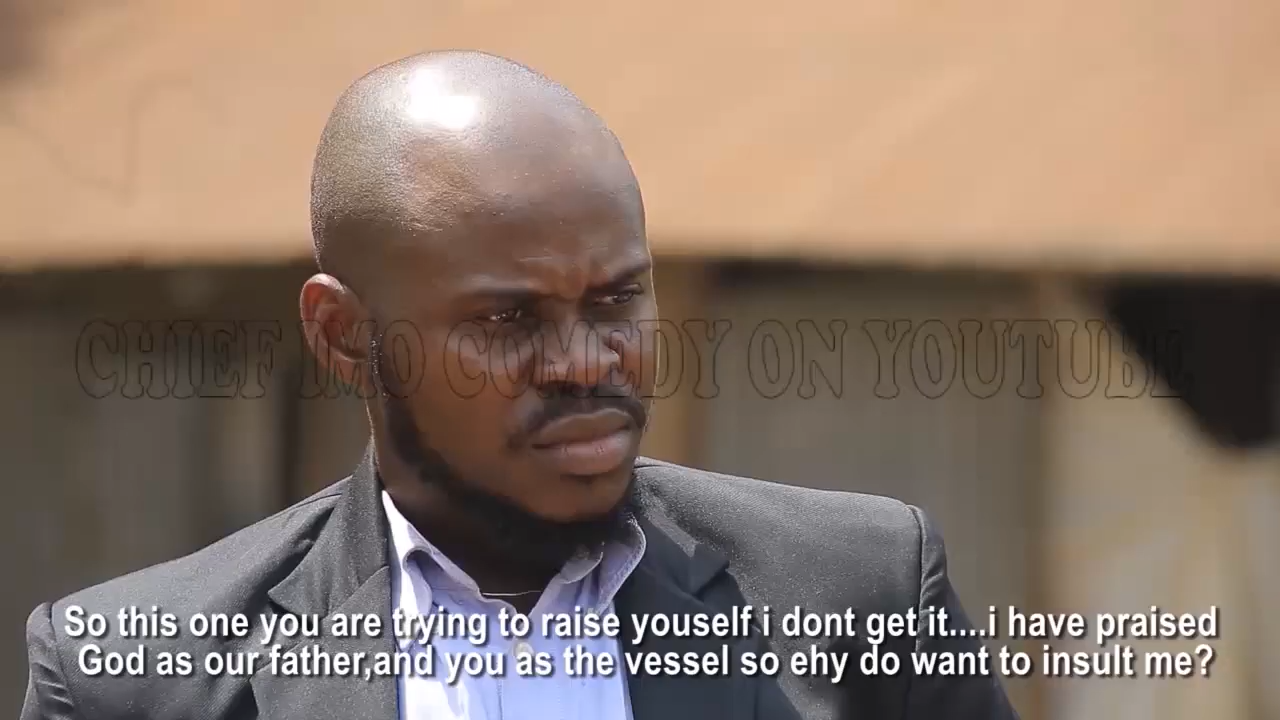 CHIEF IMO COMEDY ON YOUTUBE
So this one you are trying to raise youself i dont get it....i have praised
God as our father,and you as the vessel so ehy do want to insult me?